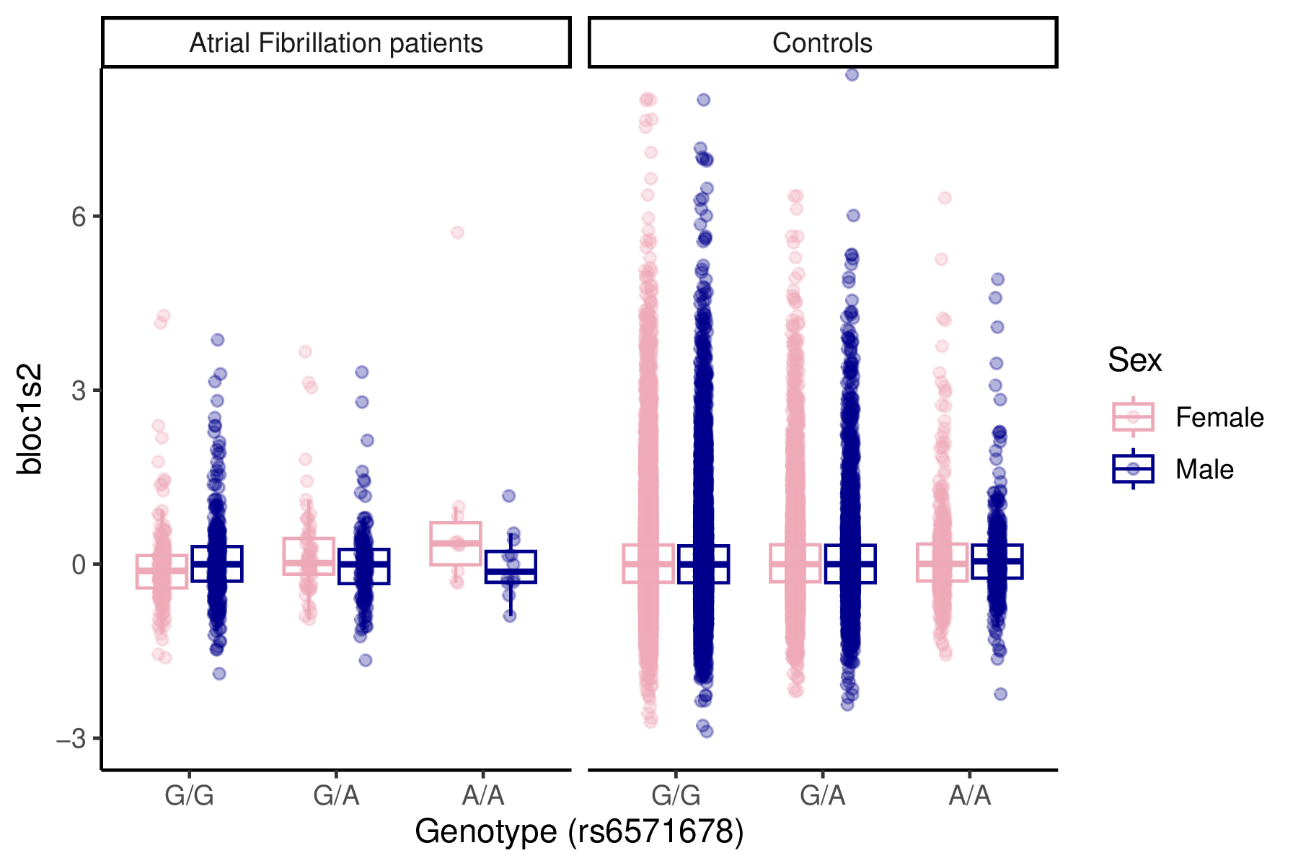 Atrial Fibrillation patients
Controls
bloc1s2
6
3
0
−3
G/G
G/A
A/A
G/G
G/A
A/A
Genotype (rs6571678)
Sex
Female
Male